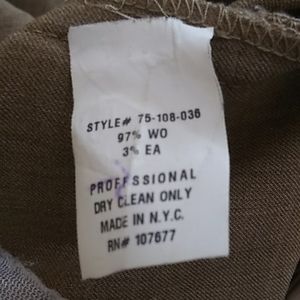 STYLE# 75-108-036
97% WO
3% EA
PROFESSIONAL
DRY CLEAN ONLY
MADE IN N.Y.C.
RN# 107677